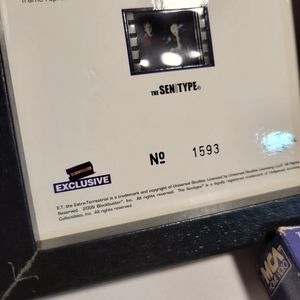 THE SENITYPE®
Nº 1593
BLOCKBUSTER
EXCLUSIVE
E.T. the Extra-Terrestrial is a trademark and copyright of Universal Studios. Licensed by Universal Studios Licensing LLLP. All Rights
Reserved. 2005 Blockbuster Inc. All rights reserved. The Senitype® is a legally registered trademark of Hollywood
Collectibles, Inc. All rights reserved.
MCA